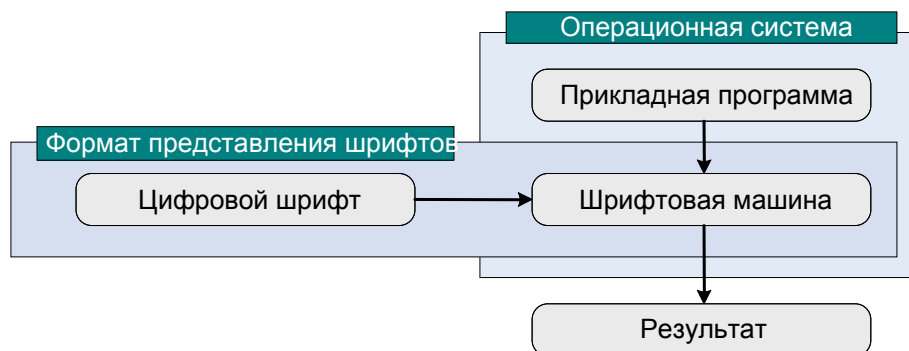 Операционная система
Прикладная программа
Формат представления шрифтов
Цифровой шрифт
Шрифтовая машина
Результат